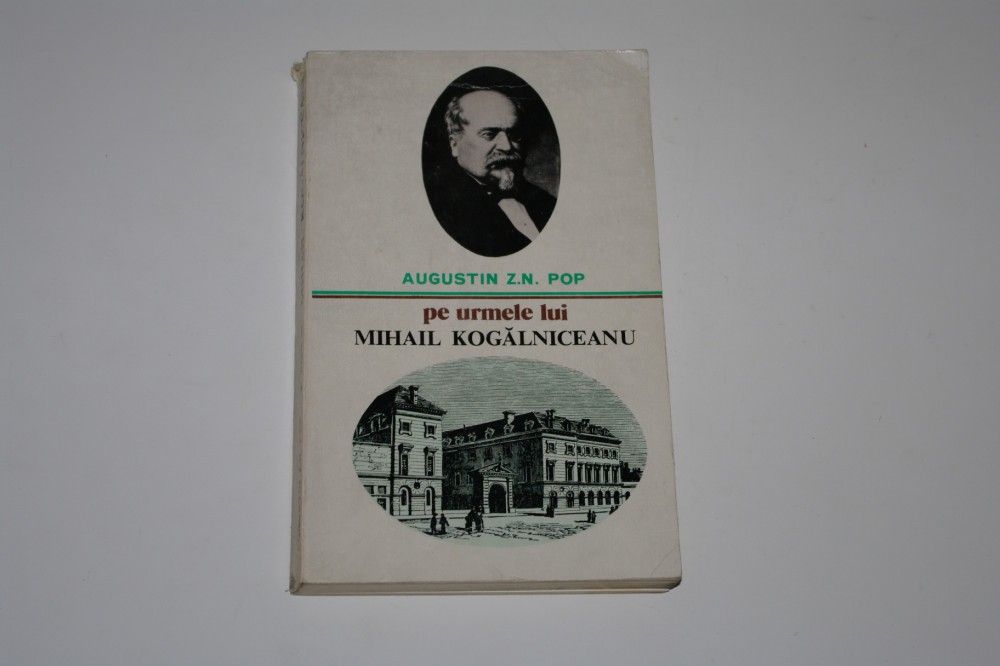 AUGUSTIN Z.N. POP
pe urmele lui
MIHAIL KOGĂLNICEANU